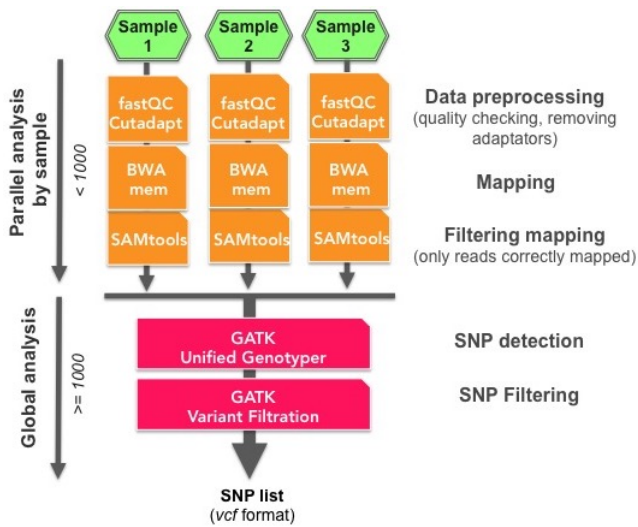 Sample
1
Sample
2
Sample
3
Parallel analysis
by sample
< 1000
fastQC
Cutadapt
fastQC
Cutadapt
fastQC
Cutadapt
Data preprocessing
(quality checking, removing
adaptators)
BWA
mem
BWA
mem
BWA
mem
Mapping
SAMtools
SAMtools
SAMtools
Filtering mapping
(only reads correctly mapped)
Global analysis
>= 1000
GATK
Unified Genotyper
SNP detection
GATK
Variant Filtration
SNP Filtering
SNP list
(vcf format)